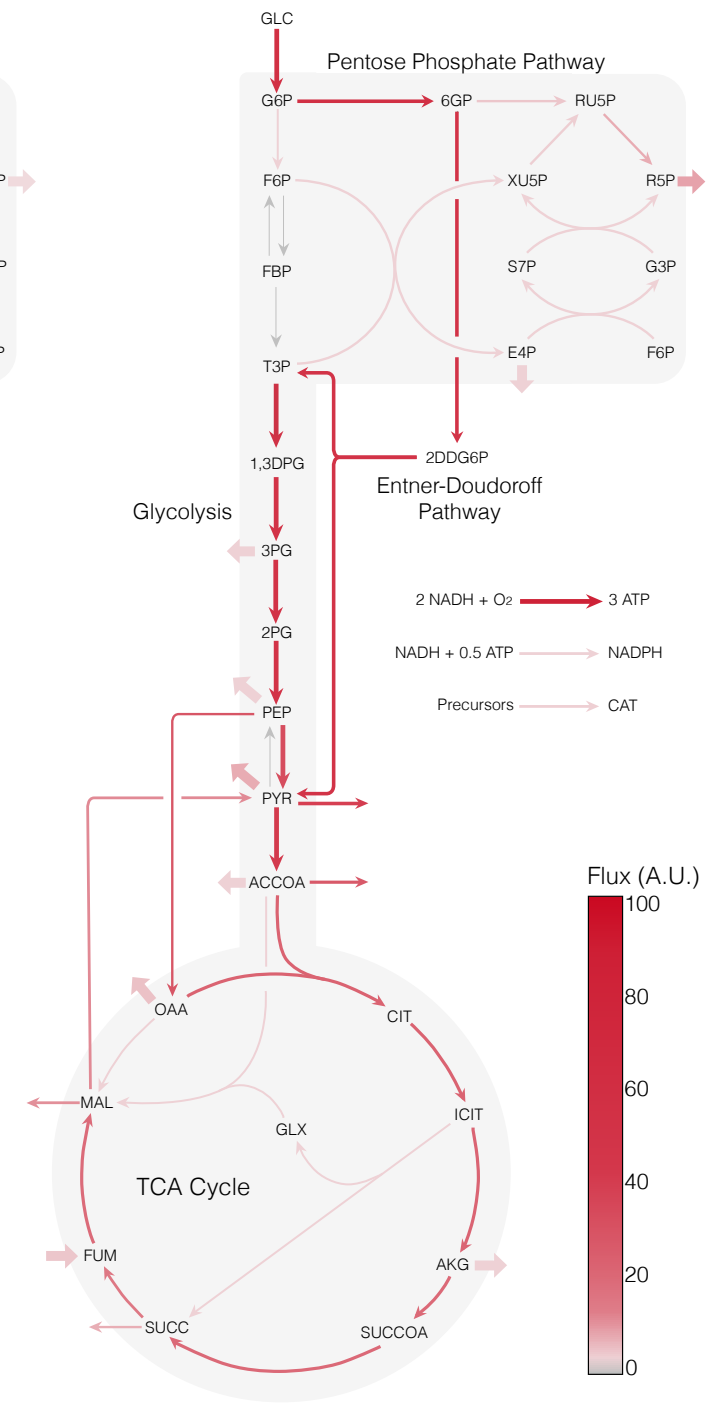 GLC
Pentose Phosphate Pathway
G6P
6GP
RU5P
P
F6P
XU5P
R5P
P
FBP
S7P
G3P
P
T3P
E4P
F6P
1,3DPG
2DDG6P
Entner-Doudoroff
Pathway
Glycolysis
3PG
2 NADH + O2
3 ATP
2PG
NADH + 0.5 ATP
NADPH
Precursors
CAT
PEP
PYR
ACCOA
Flux (A.U.)
100
80
60
40
20
0
OAA
CIT
MAL
ICIT
GLX
TCA Cycle
FUM
AKG
SUCC
SUCCOA